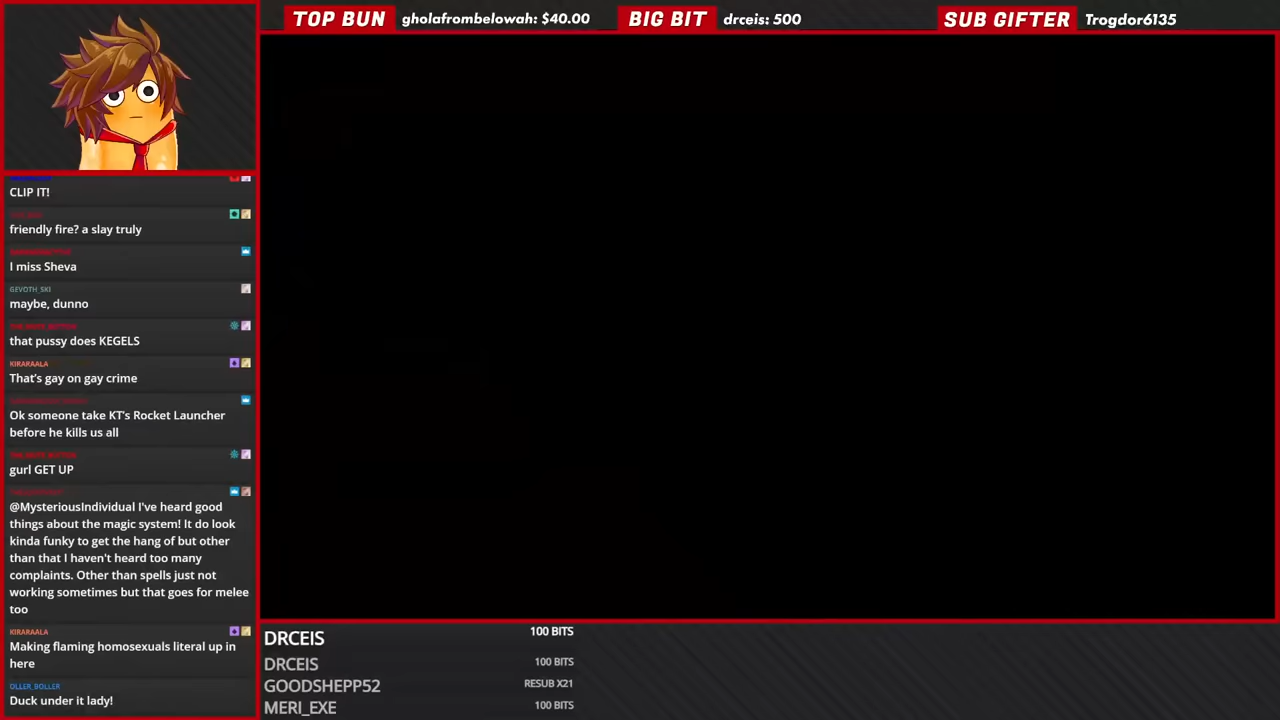 TOP BUN gholafrombelowah: $40.00 BIG BIT drceis: 500 SUB GIFTER Trogdor6135
CLIP IT!
friendly fire? a slay truly
I miss Sheva
GEVOTH_SKI
maybe, dunno
that pussy does KEGELS
KIRARAALA
That's gay on gay crime
Ok someone take KT's Rocket Launcher
before he kills us all
gurl GET UP
@MysteriousIndividual I've heard good
things about the magic system! It do look
kinda funky to get the hang of but other
than that I haven't heard too many
complaints. Other than spells just not
working sometimes but that goes for melee
too
KIRARAALA
Making flaming homosexuals literal up in
here
OLLER_BOLLER
Duck under it lady!
DRCEIS 100 BITS
DRCEIS 100 BITS
GOODSHEPP52 RESUB X21
MERI_EXE 100 BITS